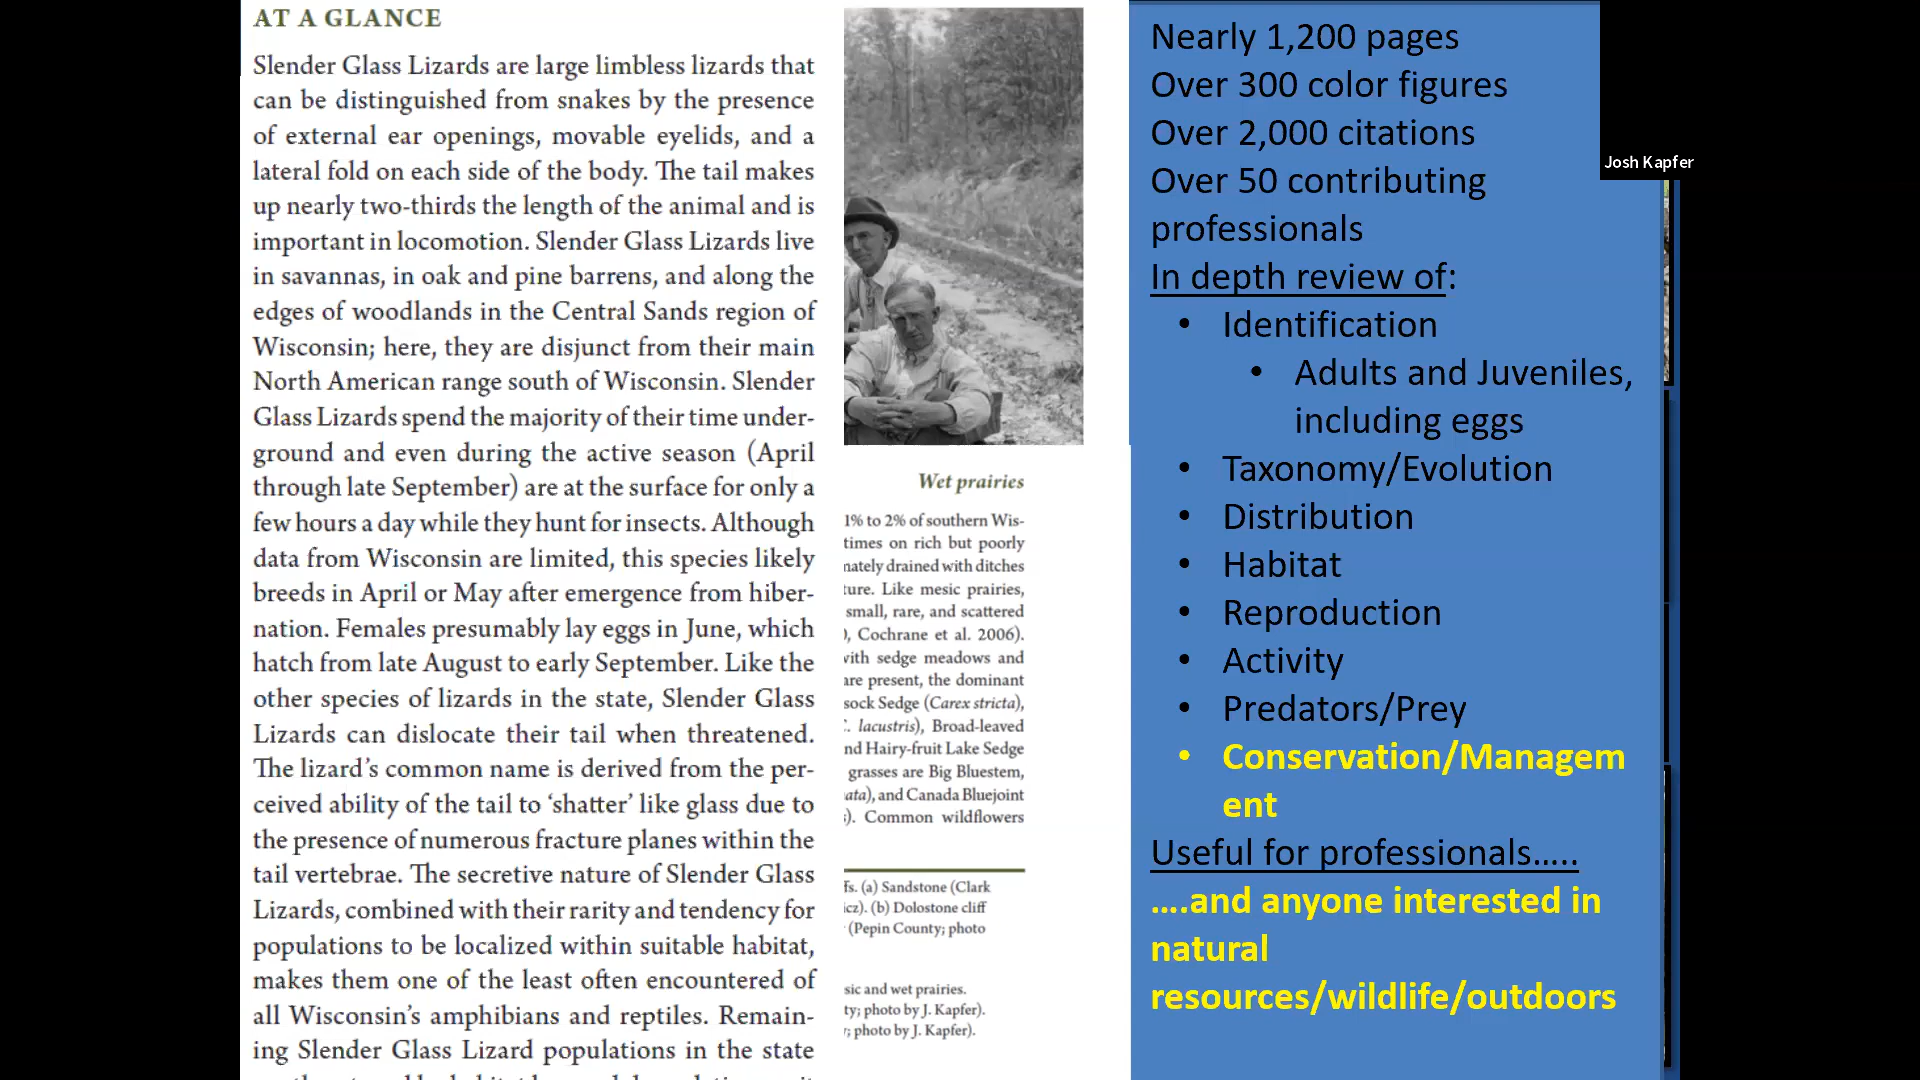 AT A GLANCE
Slender Glass Lizards are large limbless lizards that
can be distinguished from snakes by the presence
of external ear openings, movable eyelids, and a
lateral fold on each side of the body. The tail makes
up nearly two-thirds the length of the animal and is
important in locomotion. Slender Glass Lizards live
in savannas, in oak and pine barrens, and along the
edges of woodlands in the Central Sands region of
Wisconsin; here, they are disjunct from their main
North American range south of Wisconsin. Slender
Glass Lizards spend the majority of their time under-
ground and even during the active season (April
through late September) are at the surface for only a
few hours a day while they hunt for insects. Although
data from Wisconsin are limited, this species likely
breeds in April or May after emergence from hiber-
nation. Females presumably lay eggs in June, which
hatch from late August to early September. Like the
other species of lizards in the state, Slender Glass
Lizards can dislocate their tail when threatened.
The lizard's common name is derived from the per-
ceived ability of the tail to 'shatter' like glass due to
the presence of numerous fracture planes within the
tail vertebrae. The secretive nature of Slender Glass
Lizards, combined with their rarity and tendency for
populations to be localized within suitable habitat,
makes them one of the least often encountered of
all Wisconsin's amphibians and reptiles. Remain-
ing Slender Glass Lizard populations in the state
Wet prairies
1% to 2% of southern Wis-
times on rich but poorly
drained with ditches
Like mesic prairies,
small, rare, and scattered
Cochrane et al. 2006).
with sedge meadows and
are present, the dominant
Sedge (Carex stricta),
lacustris), Broad-leaved
Hairy-fruit Lake Sedge
grasses are Big Bluestem,
and Canada Bluejoint
Common wildflowers
(a) Sandstone (Clark
(b) Dolostone cliff
(Pepin County; photo
and wet prairies.
photo by J. Kapfer).
photo by J. Kapfer).
Nearly 1,200 pages
Over 300 color figures
Over 2,000 citations
Over 50 contributing
professionals
In depth review of:
• Identification
• Adults and Juveniles,
including eggs
• Taxonomy/Evolution
• Distribution
• Habitat
• Reproduction
• Activity
• Predators/Prey
• Conservation/Managem
ent
Useful for professionals…..
….and anyone interested in
natural
resources/wildlife/outdoors
Josh Kapfer